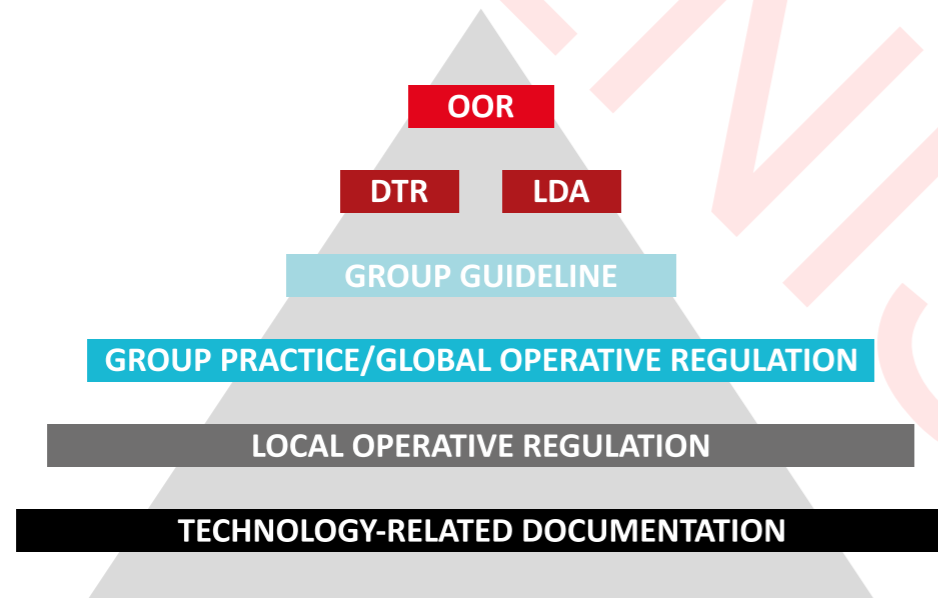 OOR
DTR LDA
GROUP GUIDELINE
GROUP PRACTICE/GLOBAL OPERATIVE REGULATION
LOCAL OPERATIVE REGULATION
TECHNOLOGY-RELATED DOCUMENTATION